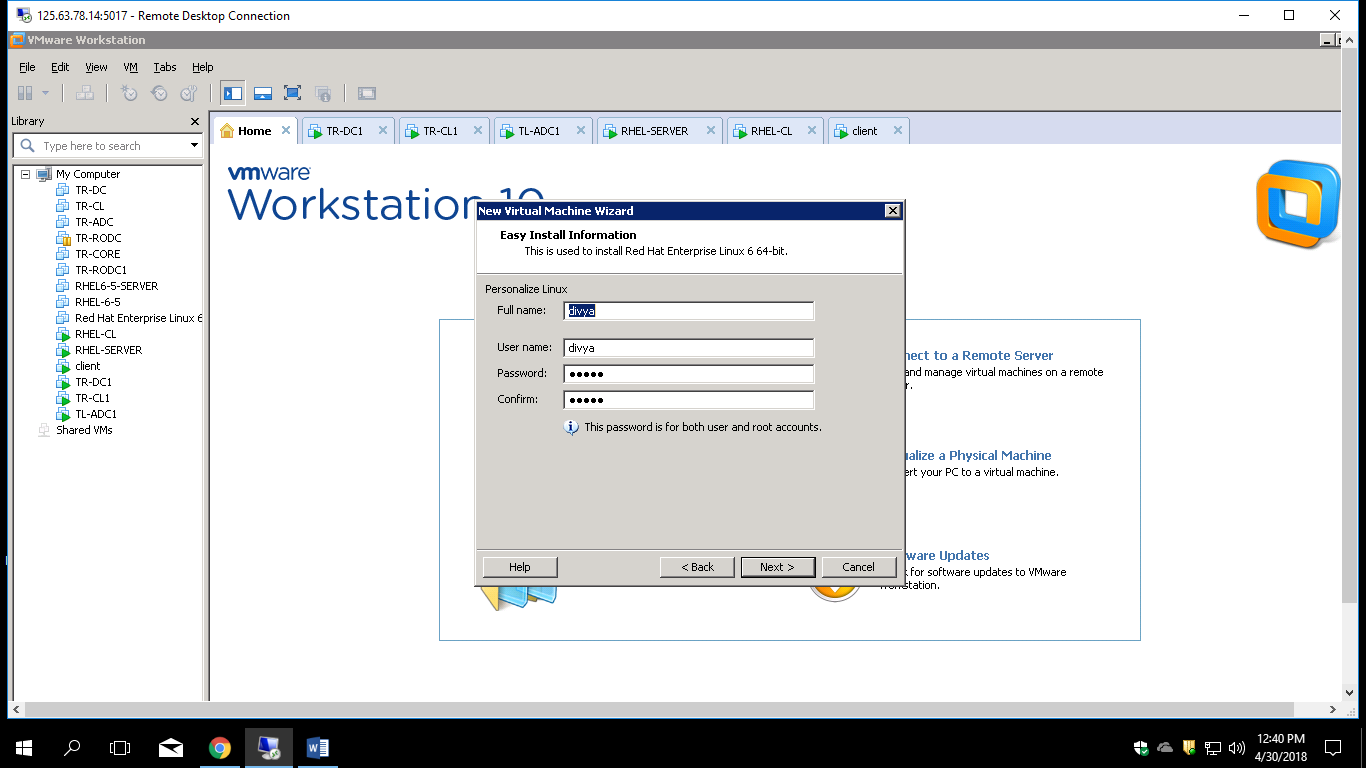 125.63.78.14:5017 - Remote Desktop Connection
VMware Workstation
File Edit View VM Tabs Help
Library
Type here to search
My Computer
TR-DC
TR-CL
TR-ADC
TR-RODC
TR-CORE
TR-RODC1
RHEL6-5-SERVER
RHEL-6-5
Red Hat Enterprise Linux 6
RHEL-CL
RHEL-SERVER
client
TR-DC1
TR-CL1
TL-ADC1
Shared VMs
Home TR-DC1 TR-CL1 TL-ADC1 RHEL-SERVER RHEL-CL client
vmware
Workstation 10
New Virtual Machine Wizard
Easy Install Information
This is used to install Red Hat Enterprise Linux 6 64-bit.
Personalize Linux
Full name: divya
User name: divya
Password: ●●●●●
Confirm: ●●●●●
This password is for both user and root accounts.
Help < Back Next > Cancel
nect to a Remote Server
and manage virtual machines on a remote
r.
ualize a Physical Machine
ert your PC to a virtual machine.
ware Updates
k for software updates to VMware
rkstation.
12:40 PM
4/30/2018